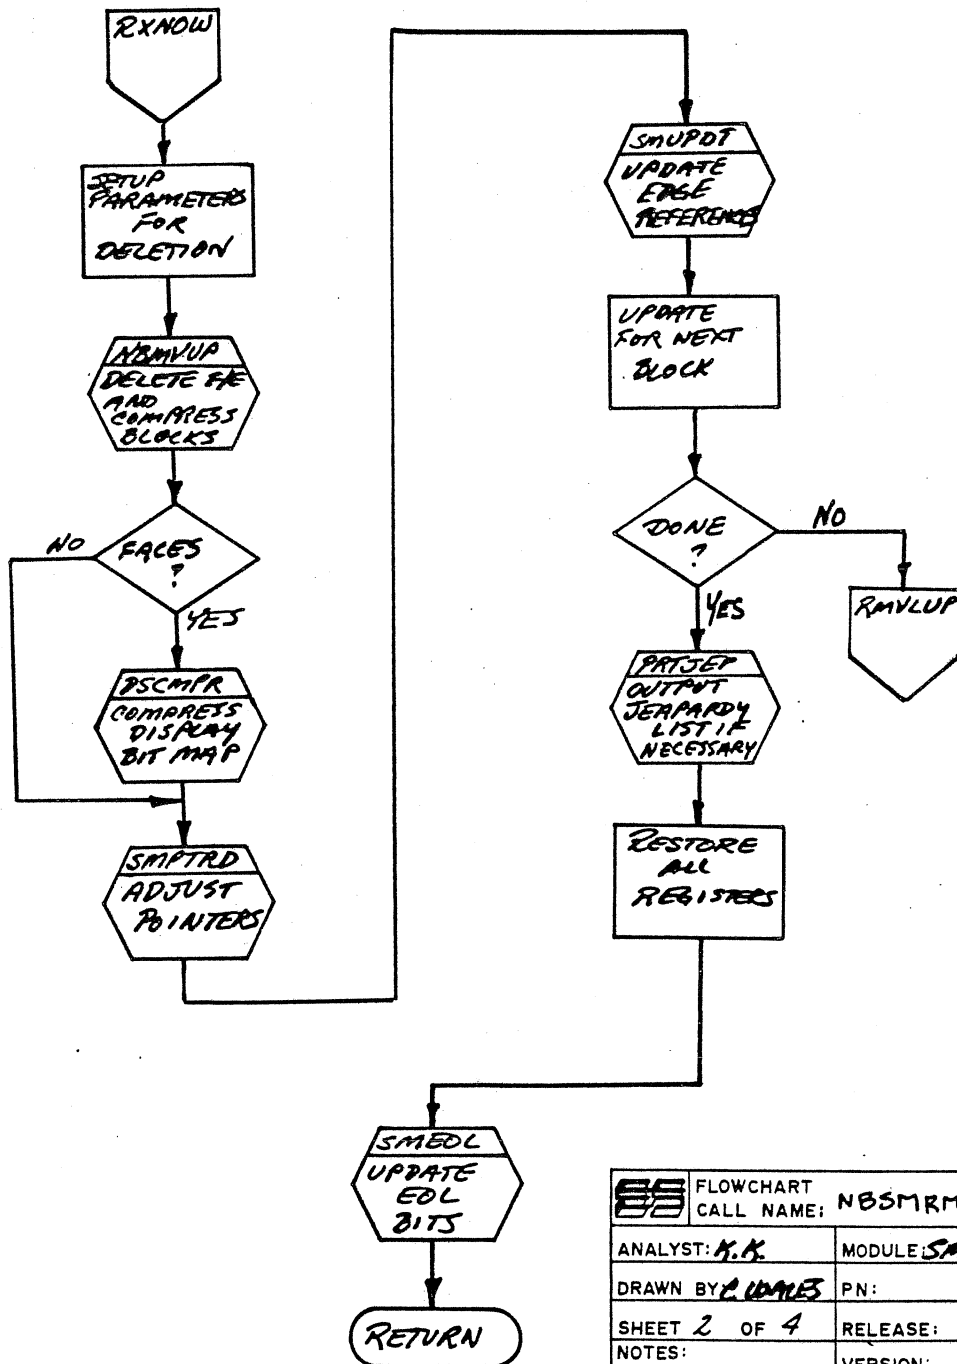 RXNOW
SETUP
PARAMETERS
FOR
DELETION
NBMVUP
DELETE F/E
AND
COMPRESS
BLOCKS
FACES
?
NO
YES
DSCMPR
COMPRESS
DISPLAY
BIT MAP
SMPTRD
ADJUST
POINTERS
SMUPDT
UPDATE
EDGE
REFERENCES
UPDATE
FOR NEXT
BLOCK
DONE
?
NO
RMVLUP
YES
PRTJEP
OUTPUT
JEAPARDY
LIST IF
NECESSARY
RESTORE
ALL
REGISTERS
SMEOL
UPDATE
EOL
BITS
RETURN
FLOWCHART
CALL NAME: NBSMRM
ANALYST: K.K.
MODULE:
DRAWN BY C.
PN:
SHEET 2 OF 4
RELEASE:
NOTES:
VERSION: